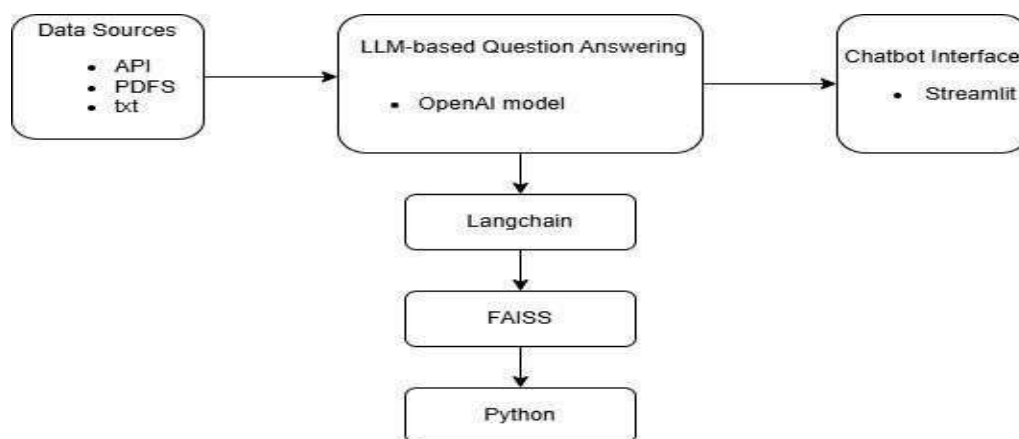 Data Sources
• API
• PDFS
• txt
LLM-based Question Answering
• OpenAI model
Chatbot Interface
• Streamlit
Langchain
FAISS
Python